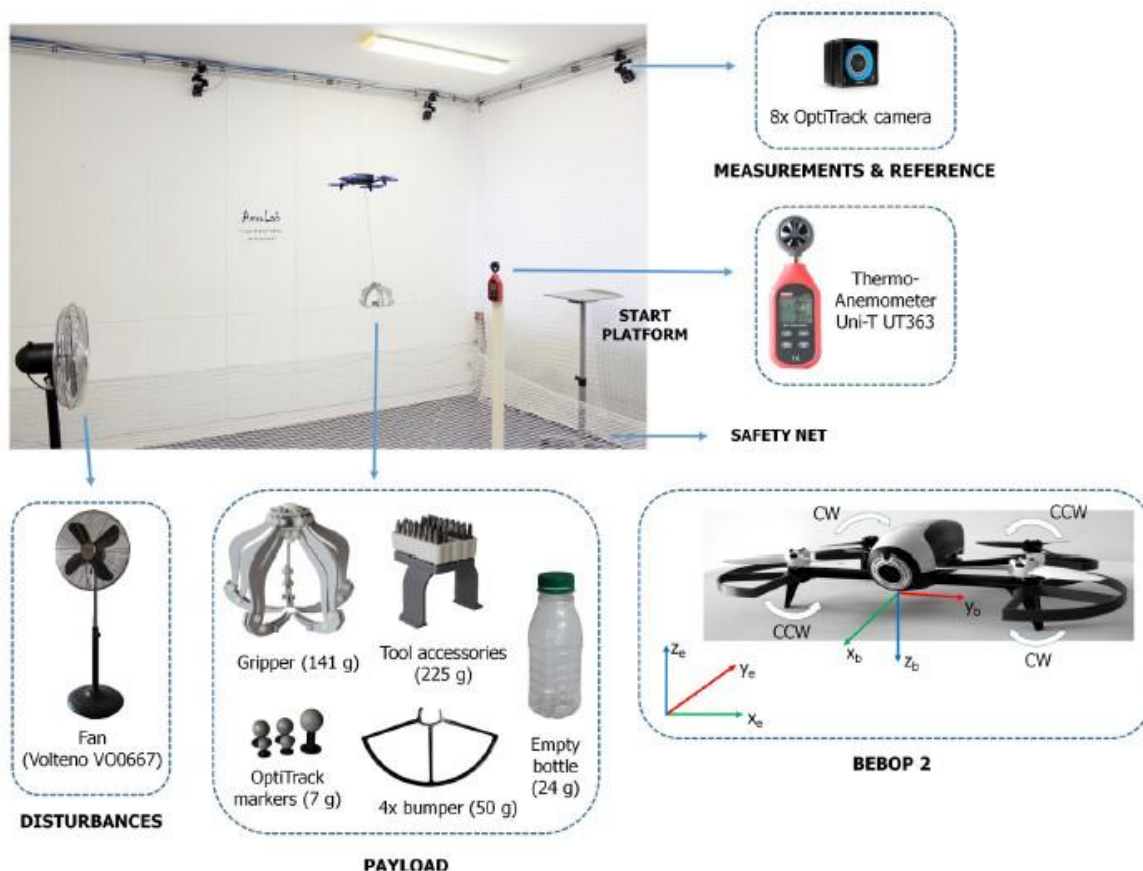 8x OptiTrack camera
MEASUREMENTS & REFERENCE
AeroLab
Thermo-
Anemometer
Uni-T UT363
START
PLATFORM
SAFETY NET
Fan
(Volteno VO0667)
DISTURBANCES
Gripper (141 g)
Tool accessories
(225 g)
OptiTrack
markers (7 g)
4x bumper (50 g)
Empty
bottle
(24 g)
PAYLOAD
CW
CCW
CCW
CW
x_b
y_b
z_b
z_e
y_e
x_e
BEBOP 2